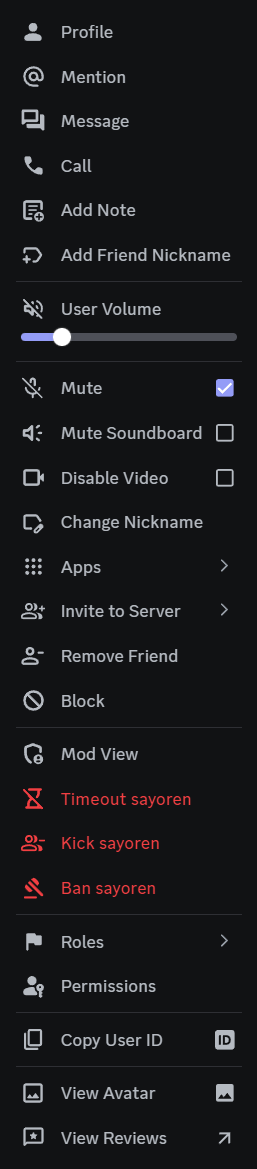 Profile
Mention
Message
Call
Add Note
Add Friend Nickname
User Volume
Mute
Mute Soundboard
Disable Video
Change Nickname
Apps
Invite to Server
Remove Friend
Block
Mod View
Timeout sayoren
Kick sayoren
Ban sayoren
Roles
Permissions
Copy User ID ID
View Avatar
View Reviews